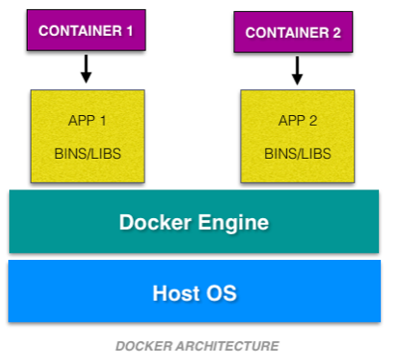 CONTAINER 1
CONTAINER 2
APP 1
BINS/LIBS
APP 2
BINS/LIBS
Docker Engine
Host OS
DOCKER ARCHITECTURE